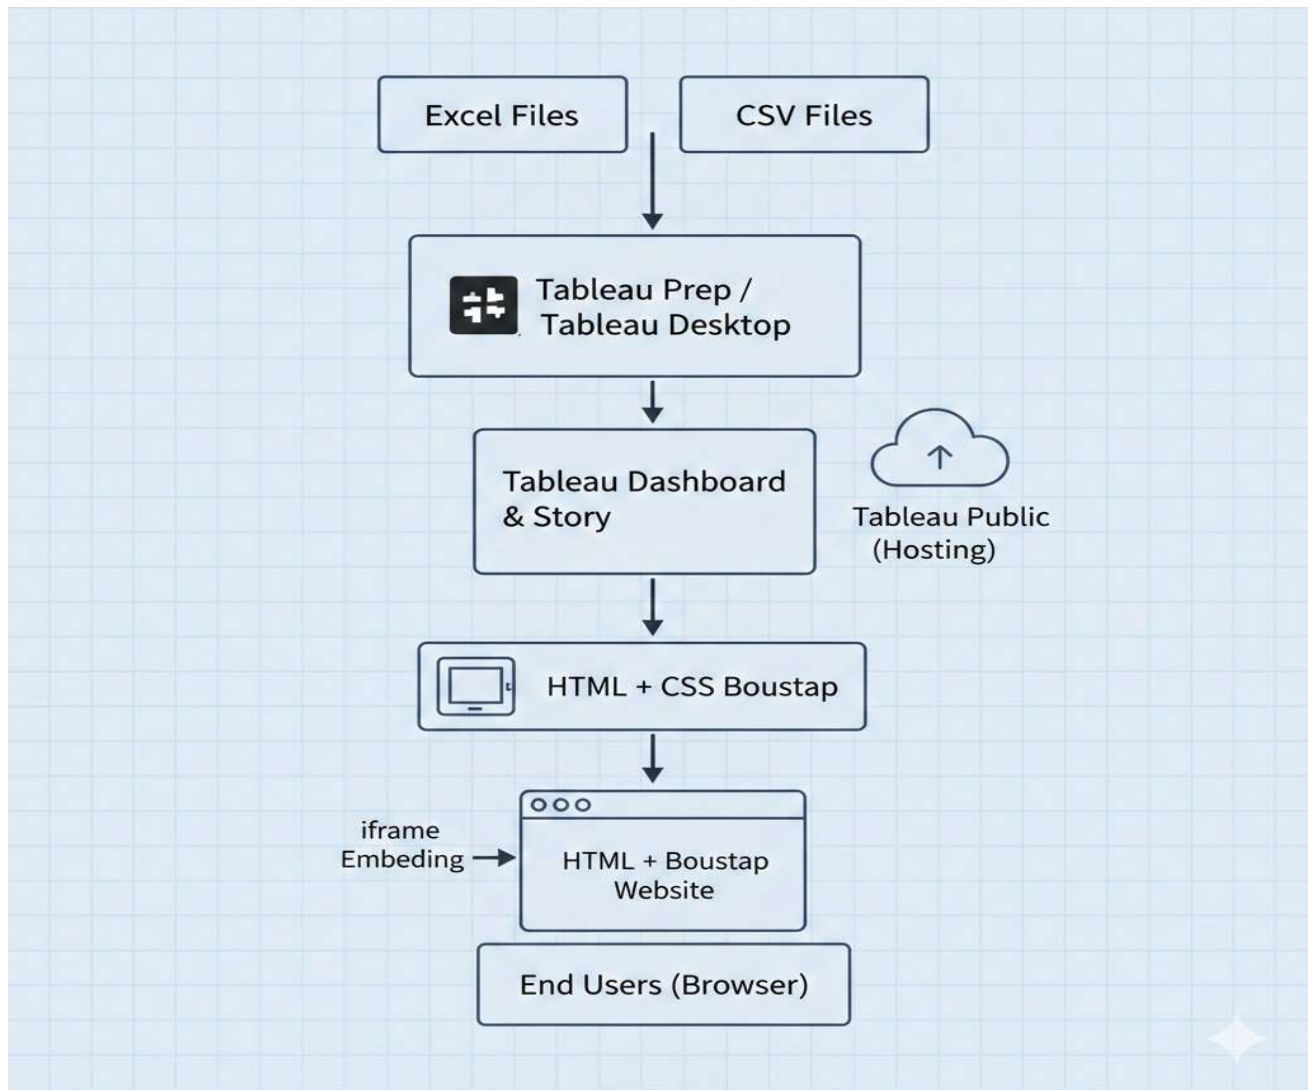 Excel Files
CSV Files
Tableau Prep /
Tableau Desktop
Tableau Dashboard
& Story
Tableau Public
(Hosting)
HTML + CSS Boustap
iframe
Embeding
HTML + Boustap
Website
End Users (Browser)